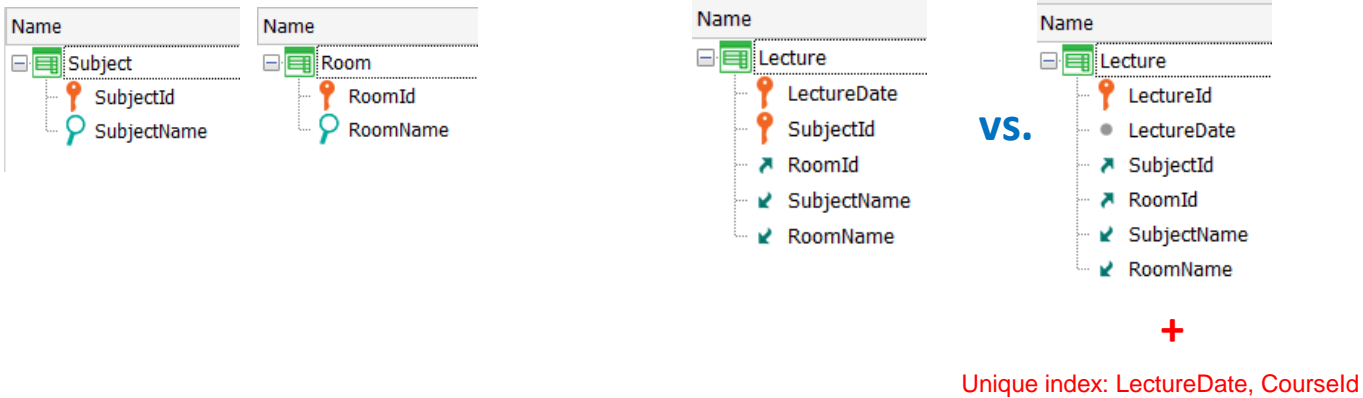 Name
Subject
SubjectId
SubjectName
Name
Room
RoomId
RoomName
Name
Lecture
LectureDate
SubjectId
RoomId
SubjectName
RoomName
vs.
Name
Lecture
LectureId
LectureDate
SubjectId
RoomId
SubjectName
RoomName
+
Unique index: LectureDate, CourseId